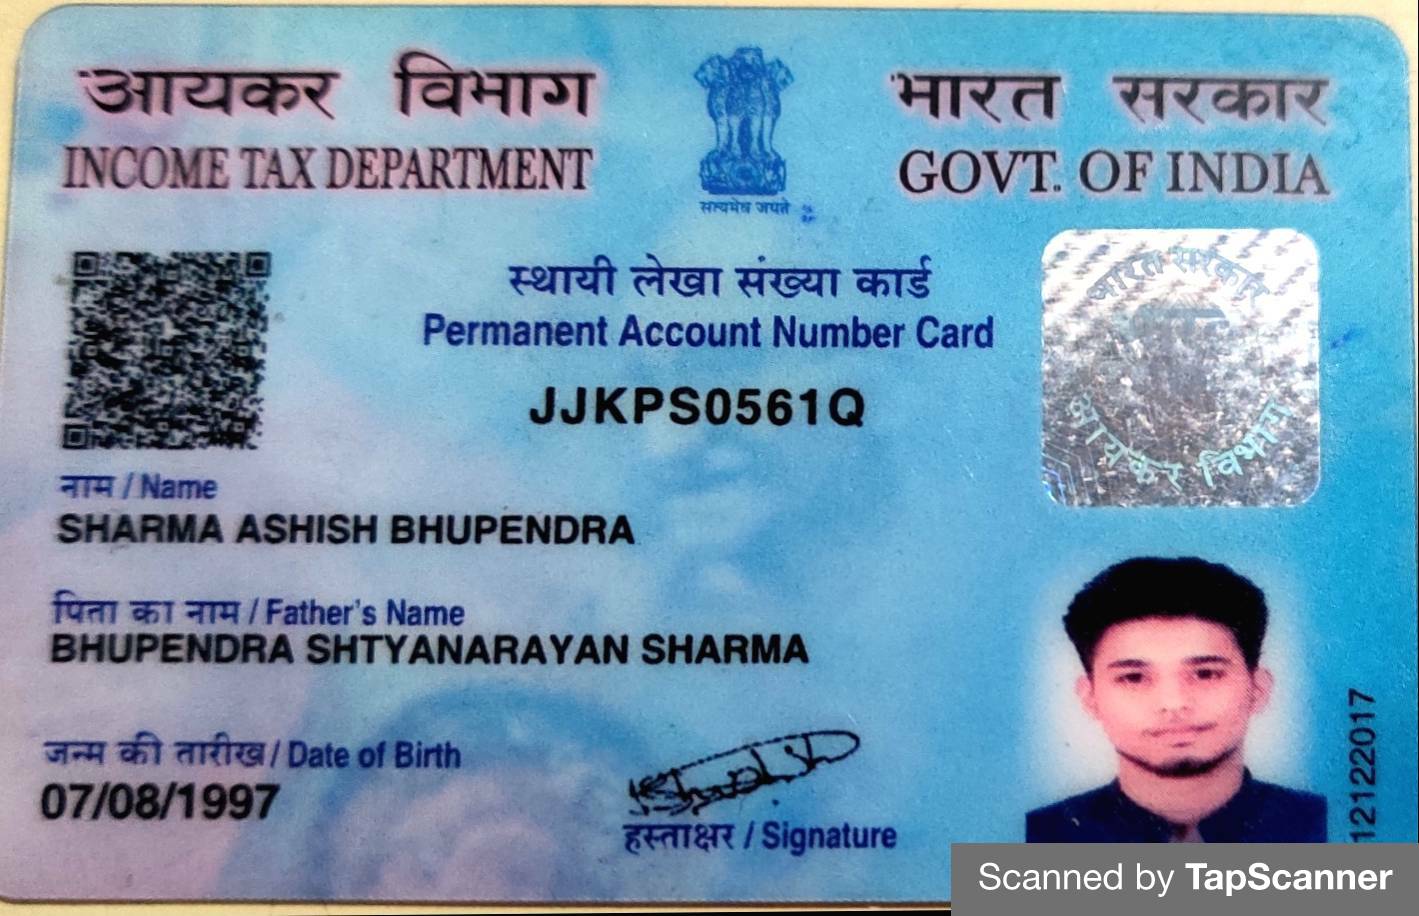 आयकर विभाग
INCOME TAX DEPARTMENT
सत्यमेव जयते
भारत सरकार
GOVT. OF INDIA
स्थायी लेखा संख्या कार्ड
Permanent Account Number Card
JJKPS0561Q
भारत सरकार
आयकर विभाग
नाम / Name
SHARMA ASHISH BHUPENDRA
पिता का नाम / Father's Name
BHUPENDRA SHTYANARAYAN SHARMA
जन्म की तारीख / Date of Birth
07/08/1997
हस्ताक्षर / Signature
12122017
Scanned by TapScanner